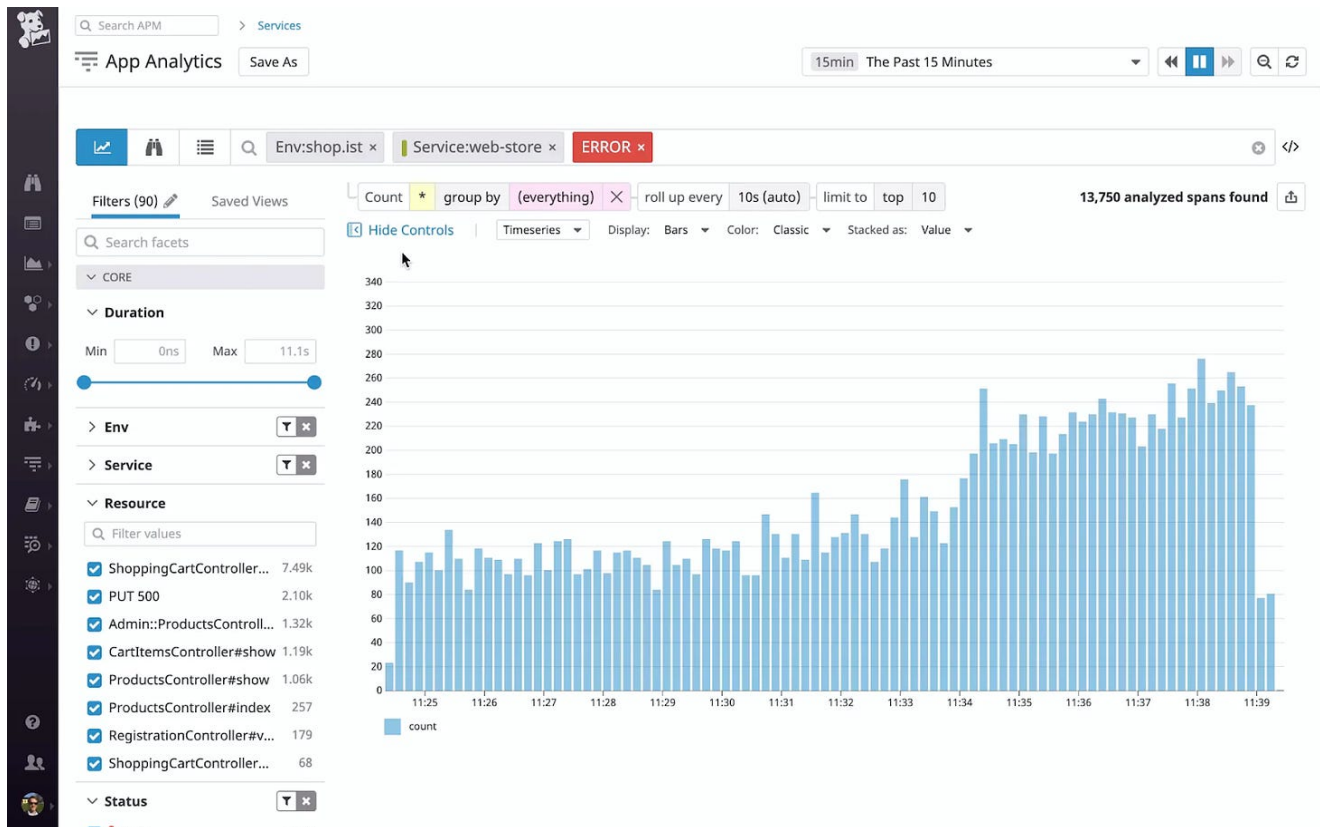 Search APM > Services
App Analytics Save As
15min The Past 15 Minutes
Env:shop.ist × Service:web-store × ERROR × </>
Filters (90) Saved Views
Count * group by (everything) roll up every 10s (auto) limit to top 10
13,750 analyzed spans found
Hide Controls Timeseries Display: Bars Color: Classic Stacked as: Value
Search facets
CORE
Duration
Min 0ns Max 11.1s
Env
Service
Resource
Filter values
ShoppingCartController... 7.49k
PUT 500 2.10k
Admin::ProductsControll... 1.32k
CartItemsController#show 1.19k
ProductsController#show 1.06k
ProductsController#index 257
RegistrationController#v... 179
ShoppingCartController... 68
Status
340
320
300
280
260
240
220
200
180
160
140
120
100
80
60
40
20
0
11:25 11:26 11:27 11:28 11:29 11:30 11:31 11:32 11:33 11:34 11:35 11:36 11:37 11:38 11:39
count